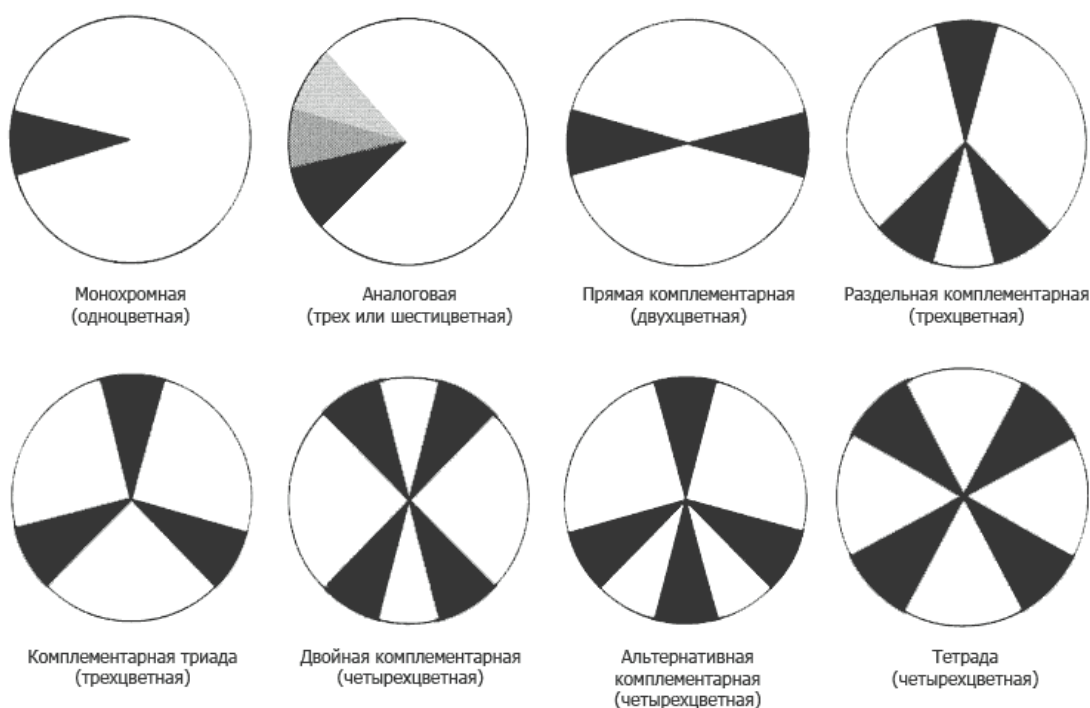 Монохромная
(одноцветная)
Аналоговая
(трех или шестицветная)
Прямая комплементарная
(двухцветная)
Раздельная комплементарная
(трехцветная)
Комплементарная триада
(трехцветная)
Двойная комплементарная
(четырехцветная)
Альтернативная
комплементарная
(четырехцветная)
Тетрада
(четырехцветная)